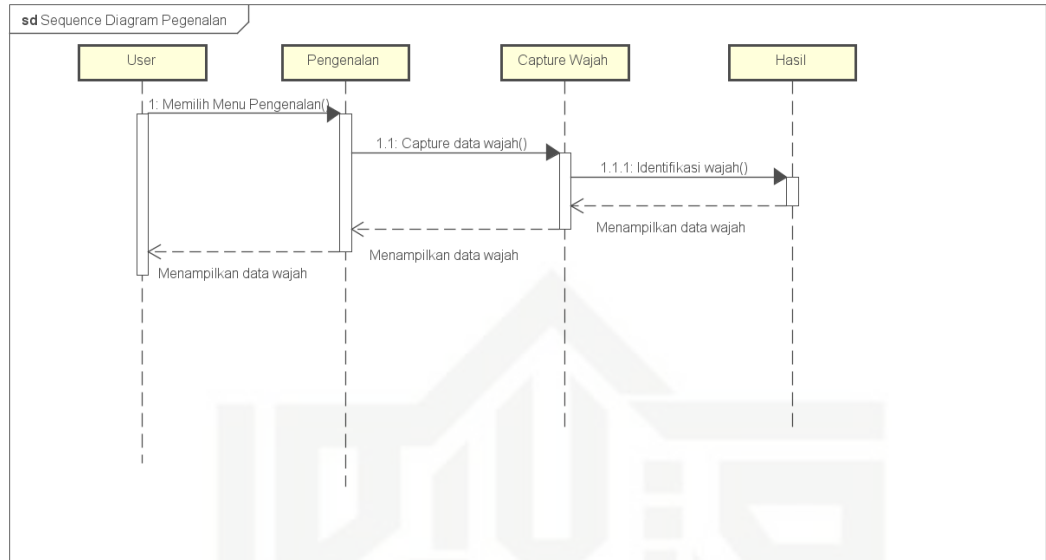 sd Sequence Diagram Pegenalan
User
Pengenalan
Capture Wajah
Hasil
1: Memilih Menu Pengenalan()
1.1: Capture data wajah()
1.1.1: Identifikasi wajah()
Menampilkan data wajah
Menampilkan data wajah
Menampilkan data wajah